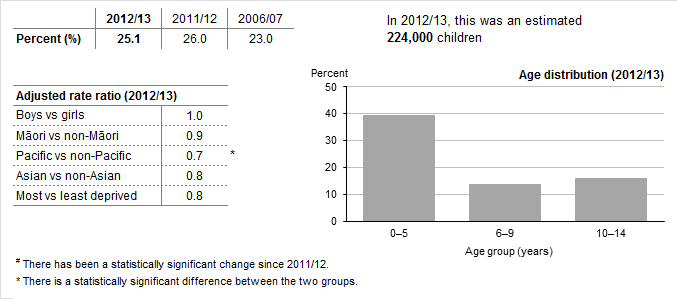 2012/13 2011/12 2006/07
Percent (%) 25.1 26.0 23.0
In 2012/13, this was an estimated
224,000 children
Adjusted rate ratio (2012/13)
Boys vs girls 1.0
Māori vs non-Māori 0.9
Pacific vs non-Pacific 0.7 *
Asian vs non-Asian 0.8
Most vs least deprived 0.8
Percent Age distribution (2012/13)
50
40
30
20
10
0
0–5 6–9 10–14
Age group (years)
# There has been a statistically significant change since 2011/12.
* There is a statistically significant difference between the two groups.